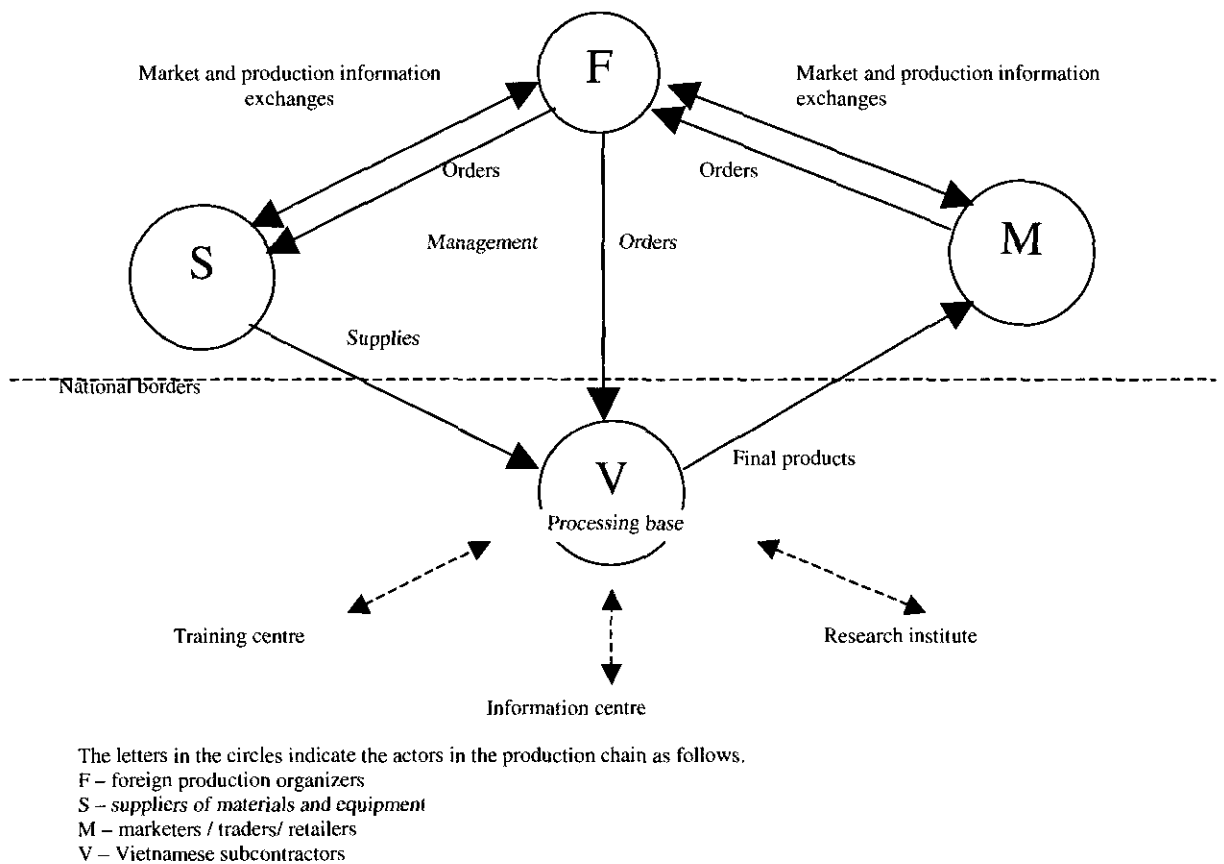 F
Market and production information
exchanges
Market and production information
exchanges
Orders
Orders
S
Management
Orders
M
Supplies
National borders
V
Processing base
Final products
Training centre
Research institute
Information centre
The letters in the circles indicate the actors in the production chain as follows.
F – foreign production organizers
S – suppliers of materials and equipment
M – marketers / traders/ retailers
V – Vietnamese subcontractors